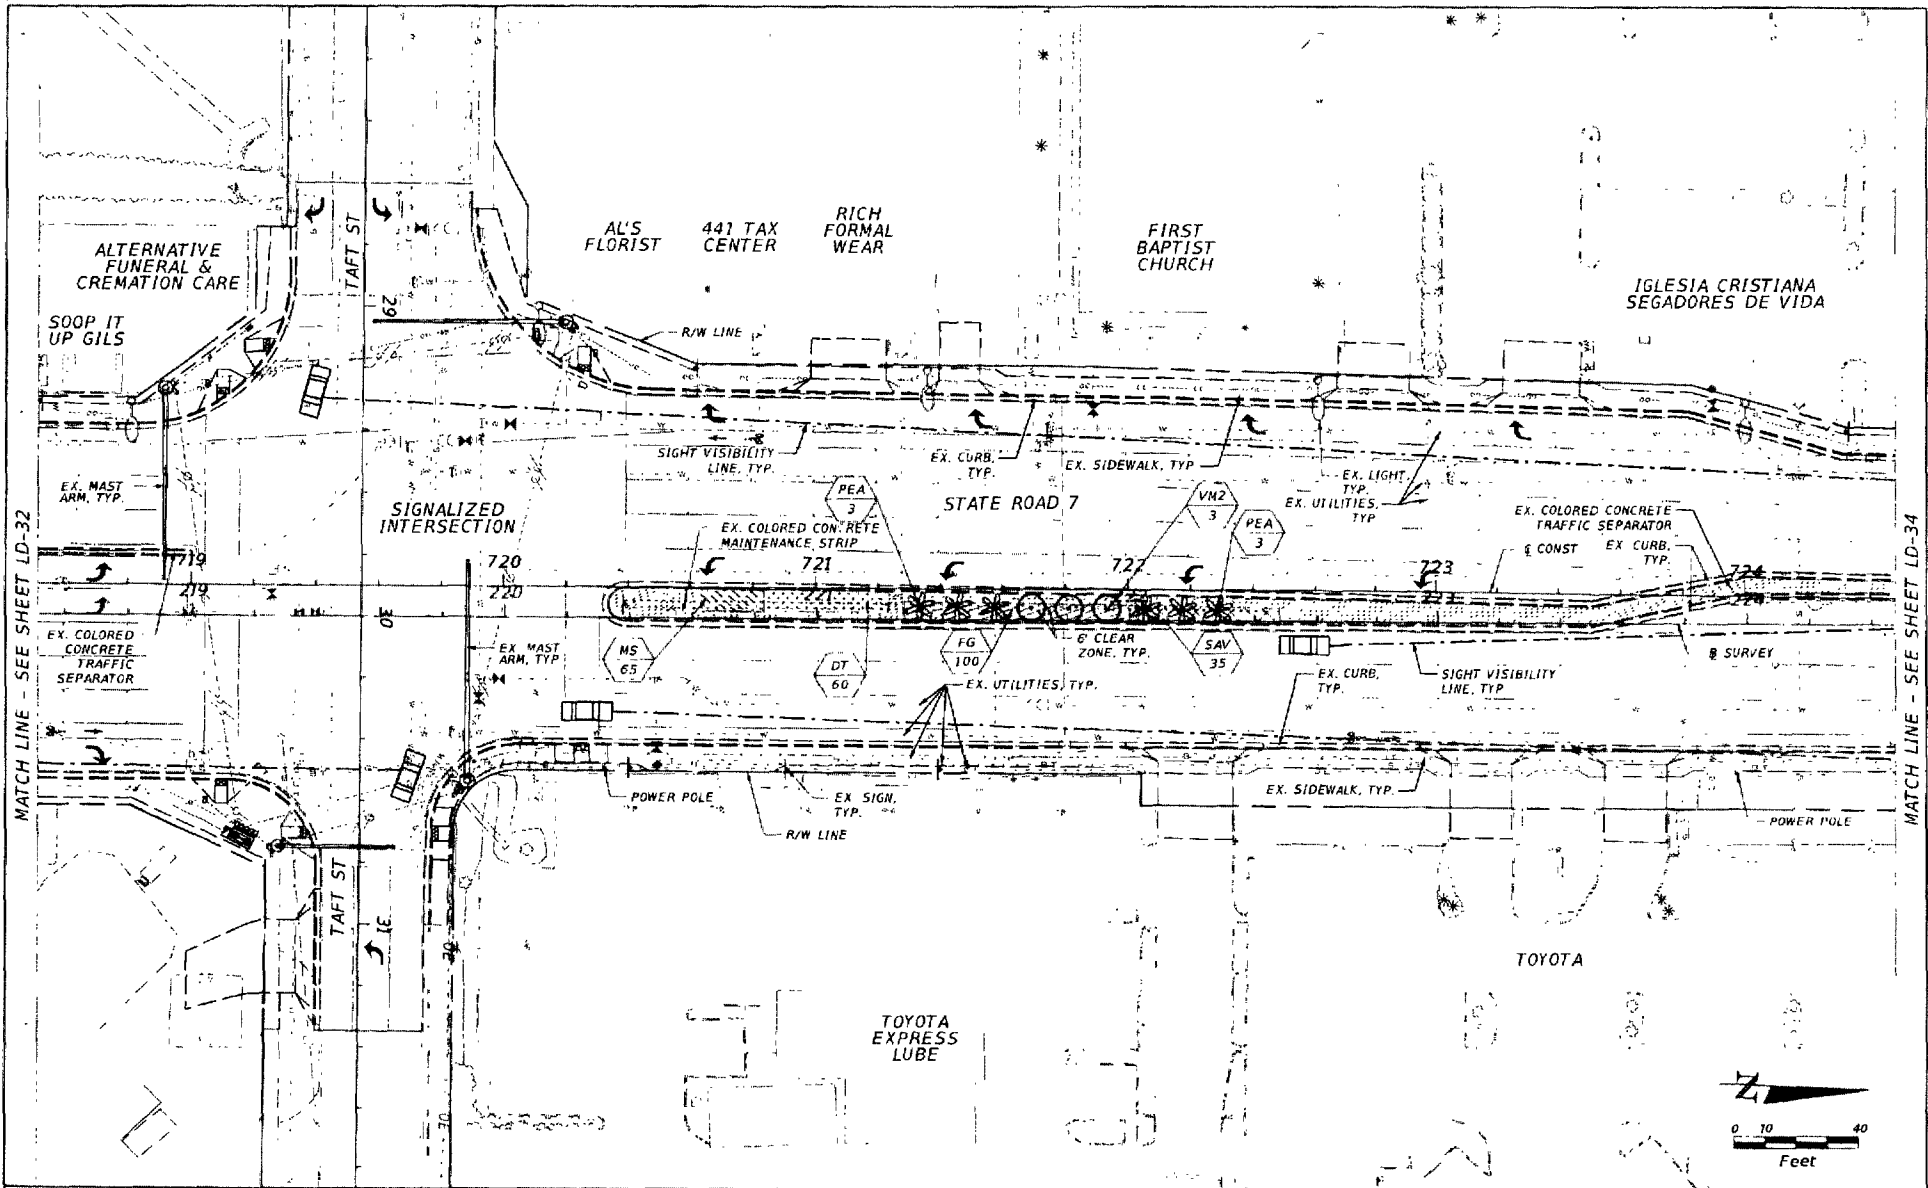 ALTERNATIVE
FUNERAL &
CREMATION CARE
SOOP IT
UP GILS
TAFT ST
29
AL'S
FLORIST
441 TAX
CENTER
RICH
FORMAL
WEAR
FIRST
BAPTIST
CHURCH
IGLESIA CRISTIANA
SEGADORES DE VIDA
R/W LINE
SIGHT VISIBILITY
LINE, TYP.
EX. CURB,
TYP.
EX. SIDEWALK, TYP
EX. LIGHT,
TYP.
EX. UTILITIES,
TYP
EX. MAST
ARM, TYP.
SIGNALIZED
INTERSECTION
PEA
3
STATE ROAD 7
VM2
3
PEA
3
EX. COLORED CONCRETE
MAINTENANCE STRIP
EX. COLORED CONCRETE
TRAFFIC SEPARATOR
₵ CONST
EX CURB,
TYP.
MATCH LINE - SEE SHEET LD-32
MATCH LINE - SEE SHEET LD-34
719
720
721
722
723
724
219
220
221
223
224
30
EX. COLORED
CONCRETE
TRAFFIC
SEPARATOR
EX MAST
ARM, TYP
MS
65
DT
60
FG
100
6' CLEAR
ZONE, TYP.
SAV
35
EX. CURB,
TYP.
SIGHT VISIBILITY
LINE, TYP
SURVEY
EX. UTILITIES, TYP.
POWER POLE
EX SIGN,
TYP.
R/W LINE
EX. SIDEWALK, TYP.
POWER POLE
TAFT ST
31
TOYOTA
TOYOTA
EXPRESS
LUBE
70
70
Z
0 10 40
Feet